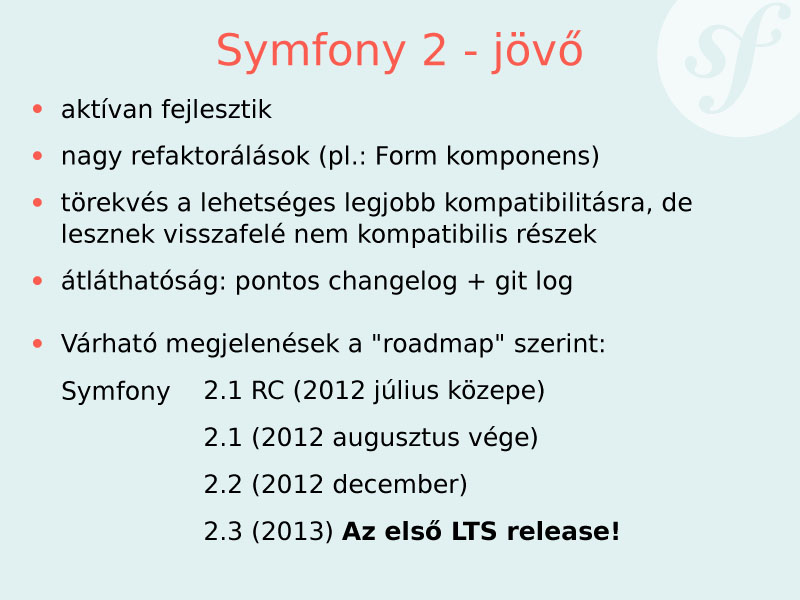 Symfony 2 - jövő
• aktívan fejlesztik
• nagy refaktorálások (pl.: Form komponens)
• törekvés a lehetséges legjobb kompatibilitásra, de
lesznek visszafelé nem kompatibilis részek
• átláthatóság: pontos changelog + git log
• Várható megjelenések a "roadmap" szerint:
Symfony 2.1 RC (2012 július közepe)
2.1 (2012 augusztus vége)
2.2 (2012 december)
2.3 (2013) Az első LTS release!
sf